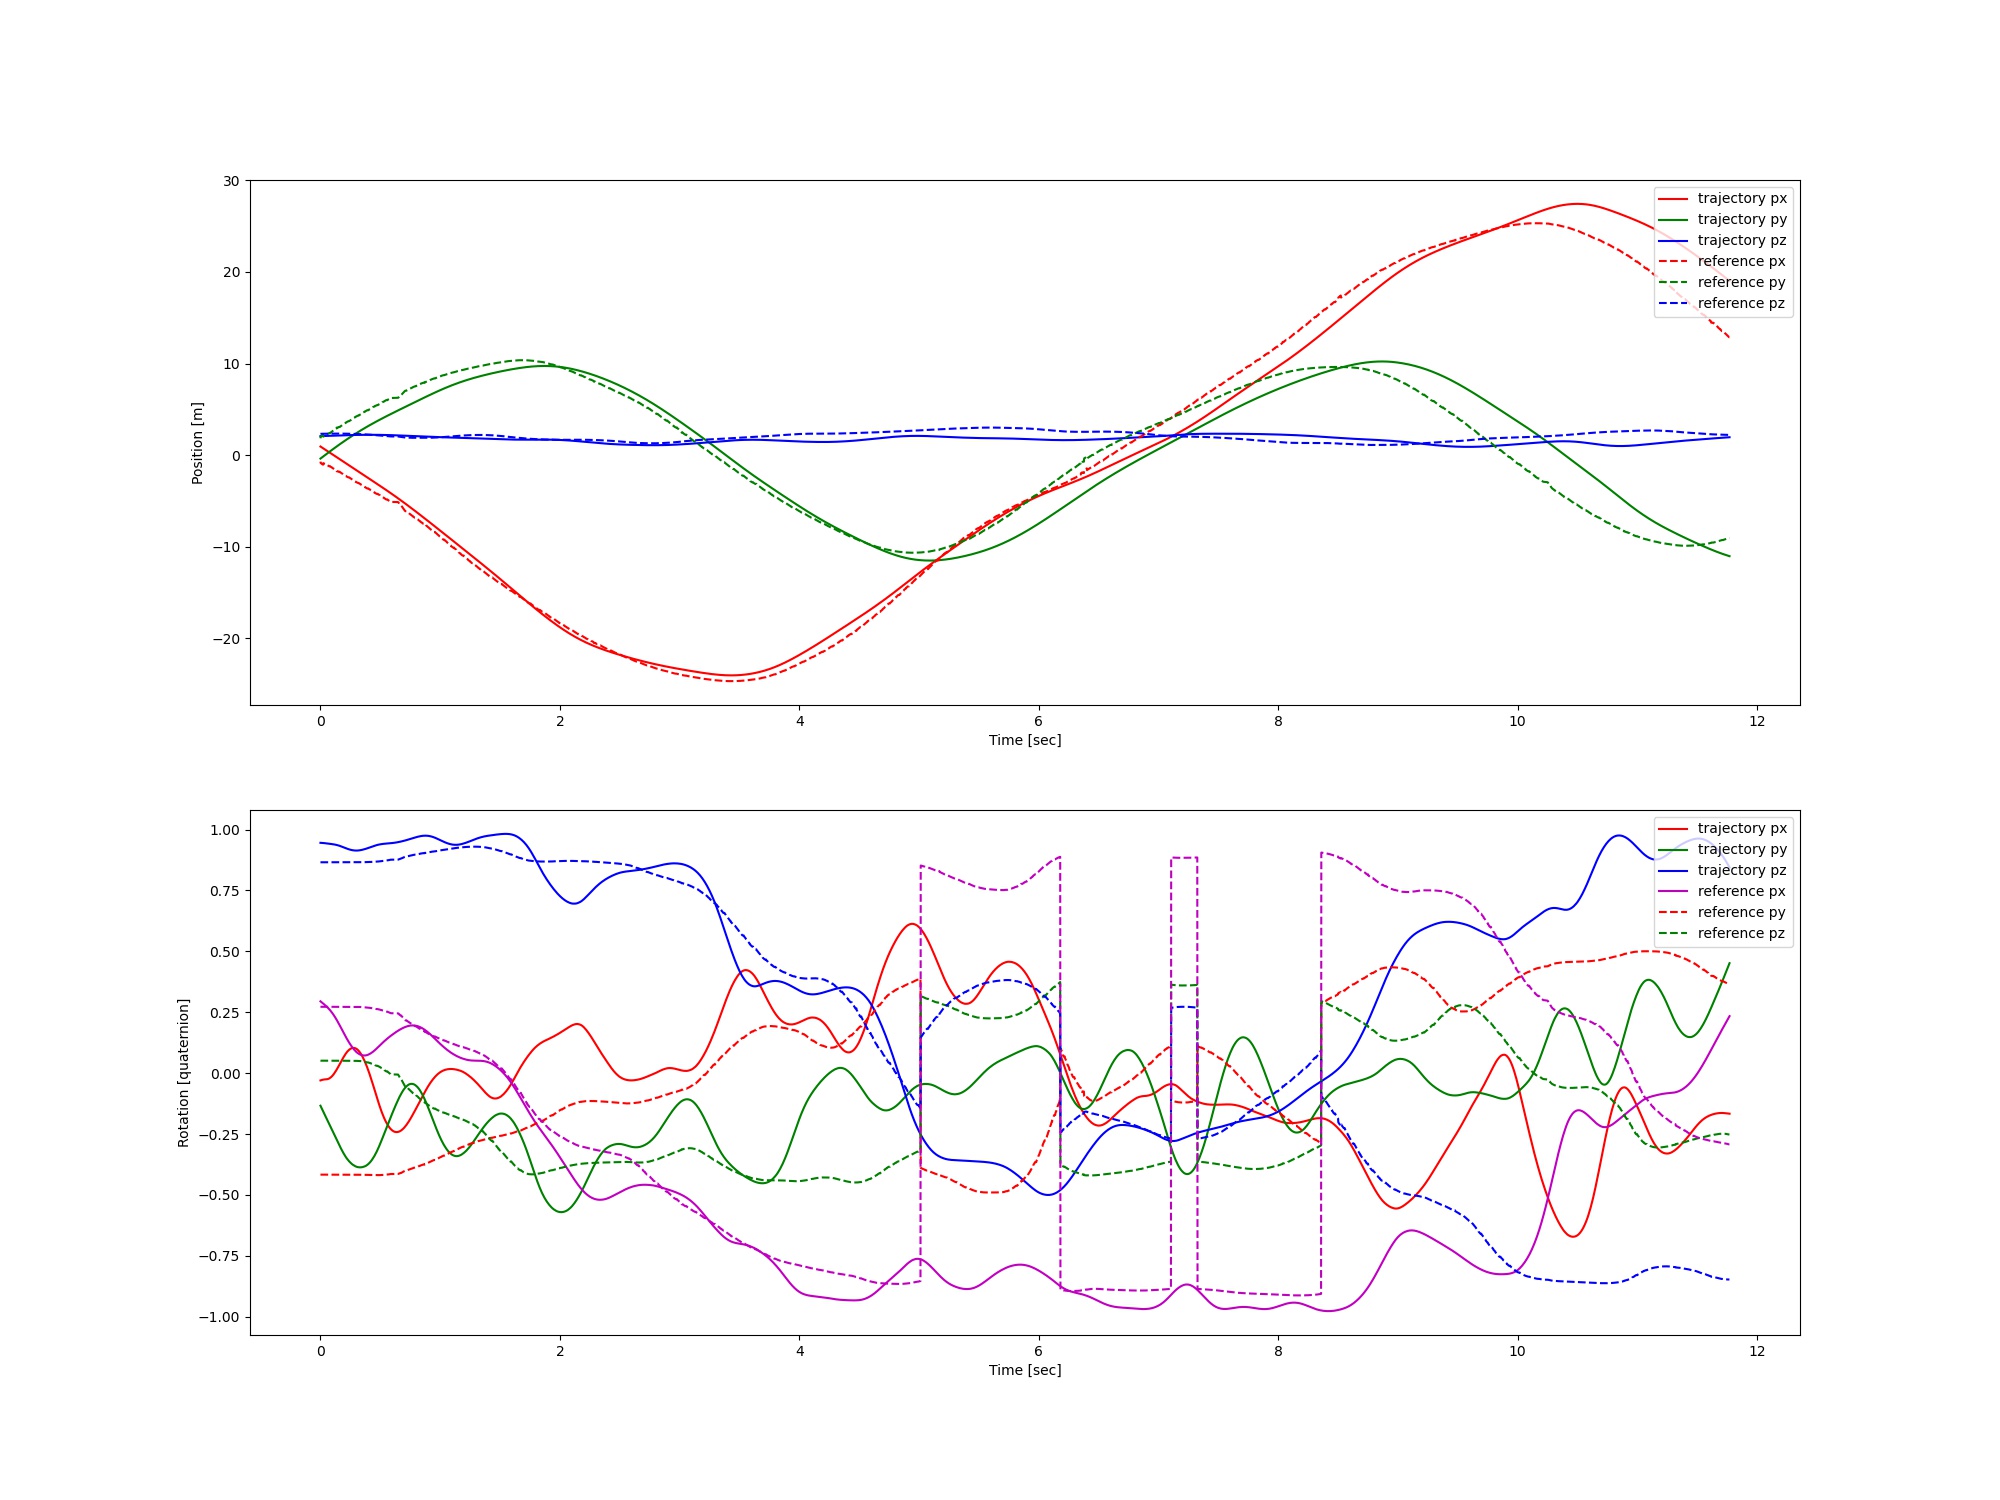 30
20
10
0
−10
−20
Position [m]
trajectory px
trajectory py
trajectory pz
reference px
reference py
reference pz
0 2 4 6 8 10 12
Time [sec]
1.00
0.75
0.50
0.25
0.00
−0.25
−0.50
−0.75
−1.00
Rotation [quaternion]
trajectory px
trajectory py
trajectory pz
reference px
reference py
reference pz
0 2 4 6 8 10 12
Time [sec]